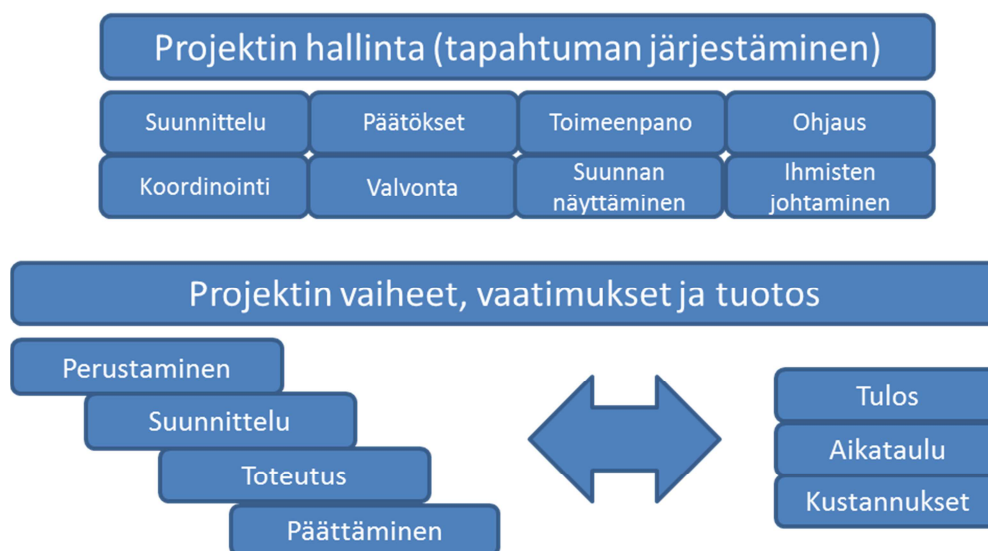 Projektin hallinta (tapahtuman järjestäminen)
Suunnittelu
Päätökset
Toimeenpano
Ohjaus
Koordinointi
Valvonta
Suunnan
näyttäminen
Ihmisten
johtaminen
Projektin vaiheet, vaatimukset ja tuotos
Perustaminen
Suunnittelu
Toteutus
Päättäminen
Tulos
Aikataulu
Kustannukset